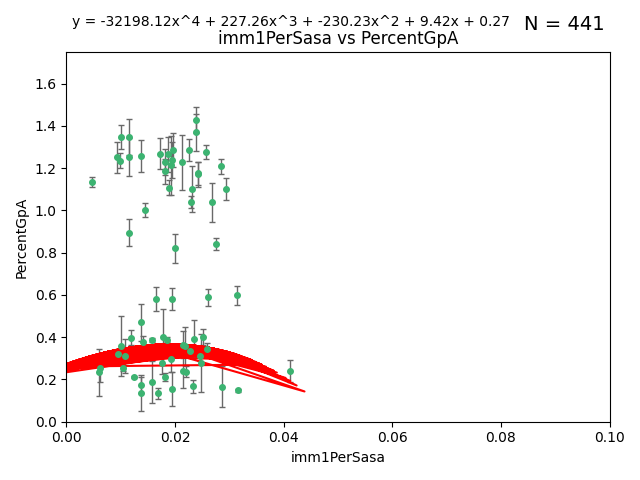 y = -32198.12x^4 + 227.26x^3 + -230.23x^2 + 9.42x + 0.27
N = 441
imm1PerSasa vs PercentGpA
PercentGpA
1.6
1.4
1.2
1.0
0.8
0.6
0.4
0.2
0.0
0.00 0.02 0.04 0.06 0.08 0.10
imm1PerSasa